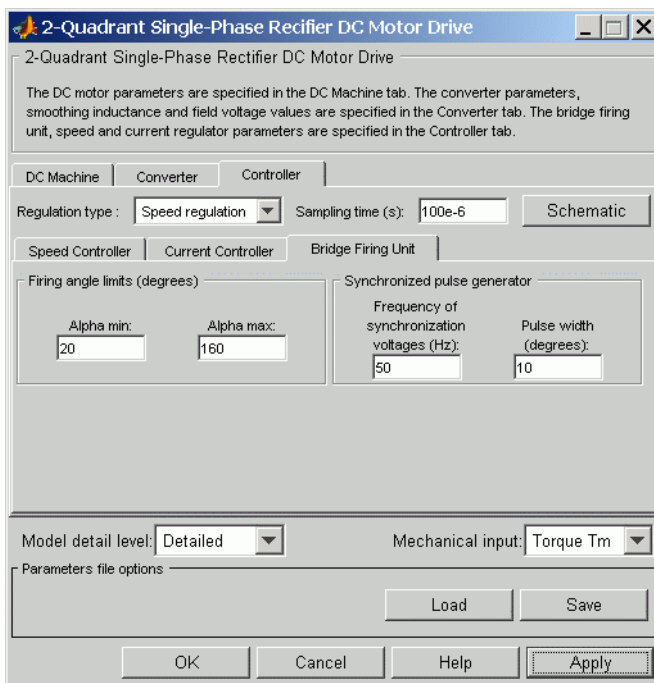 2-Quadrant Single-Phase Recifier DC Motor Drive
2-Quadrant Single-Phase Rectifier DC Motor Drive
The DC motor parameters are specified in the DC Machine tab. The converter parameters,
smoothing inductance and field voltage values are specified in the Converter tab. The bridge firing
unit, speed and current regulator parameters are specified in the Controller tab.
DC Machine Converter Controller
Regulation type : Speed regulation Sampling time (s): 100e-6 Schematic
Speed Controller Current Controller Bridge Firing Unit
Firing angle limits (degrees)
Alpha min: Alpha max:
20 160
Synchronized pulse generator
Frequency of
synchronization
voltages (Hz):
50
Pulse width
(degrees):
10
Model detail level: Detailed Mechanical input: Torque Tm
Parameters file options
Load Save
OK Cancel Help Apply